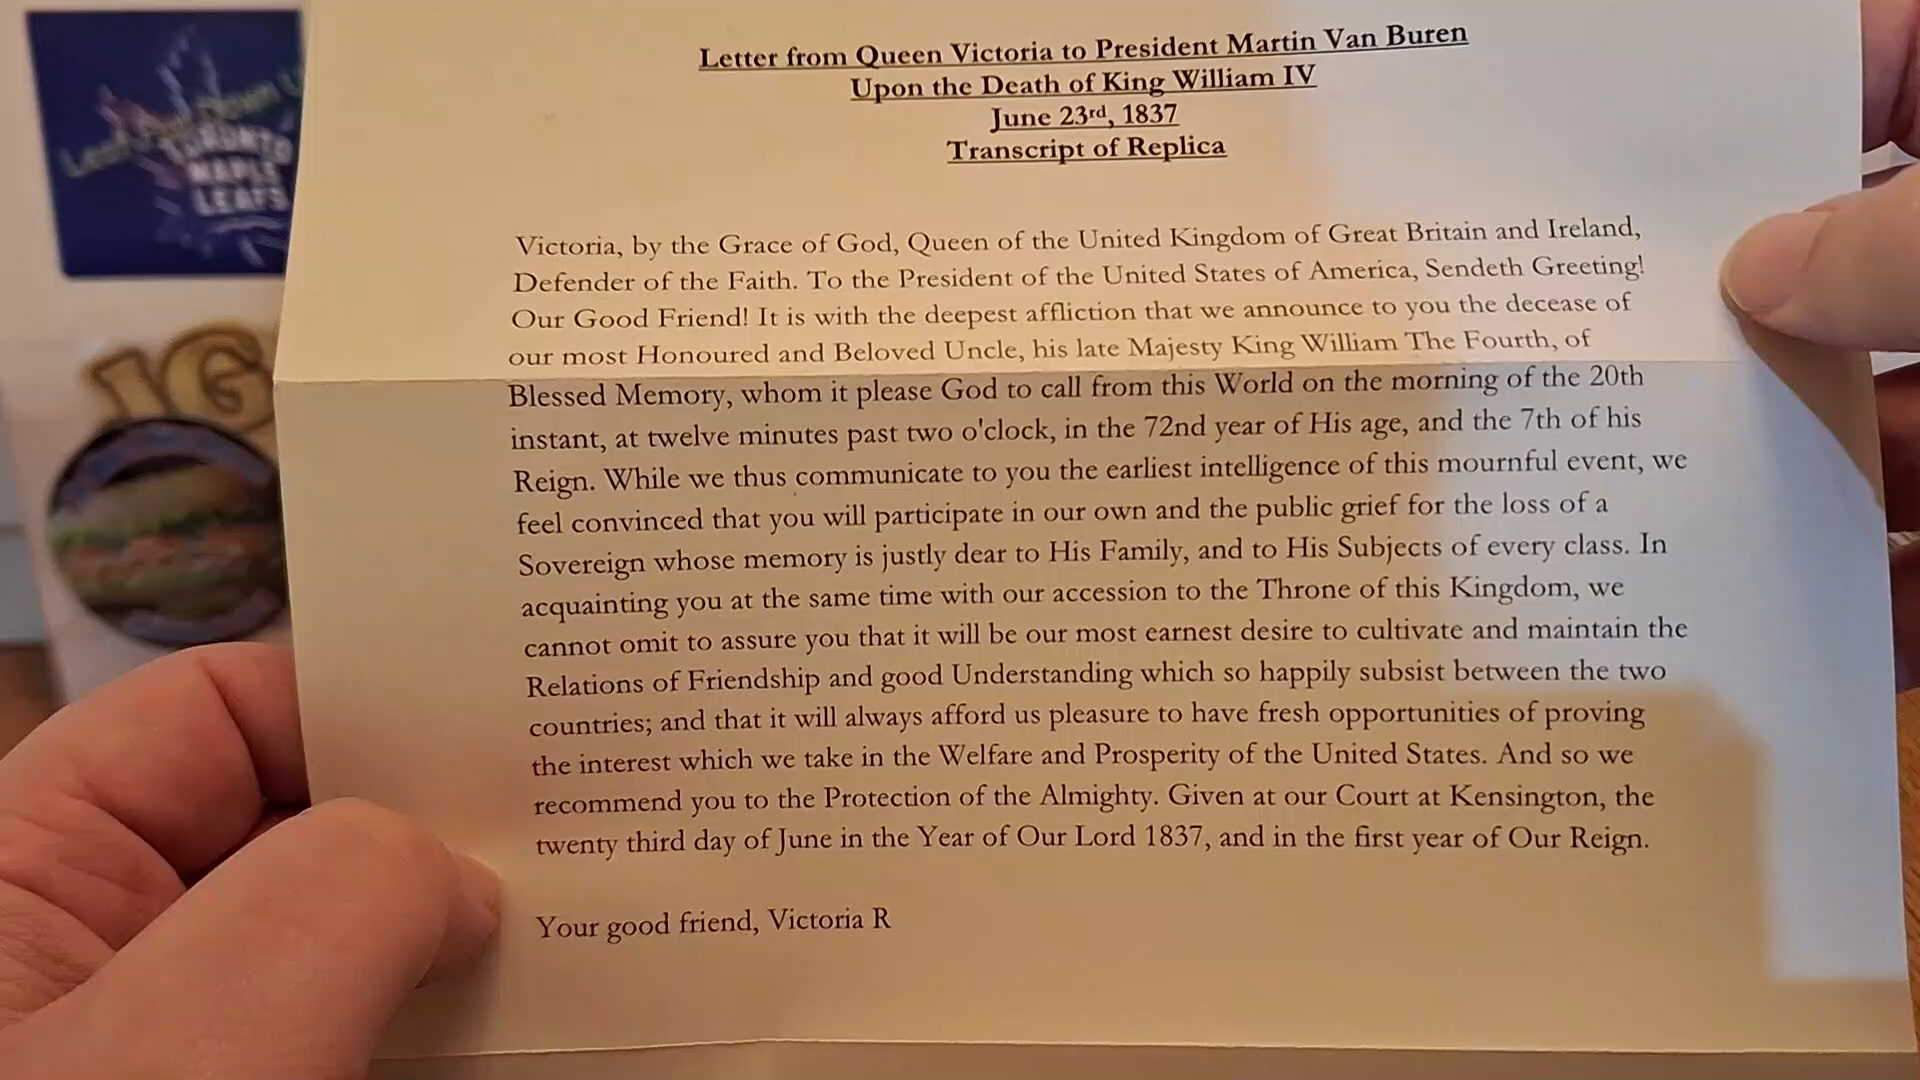 Letter from Queen Victoria to President Martin Van Buren
Upon the Death of King William IV
June 23rd, 1837
Transcript of Replica
Victoria, by the Grace of God, Queen of the United Kingdom of Great Britain and Ireland,
Defender of the Faith. To the President of the United States of America, Sendeth Greeting!
Our Good Friend! It is with the deepest affliction that we announce to you the decease of
our most Honoured and Beloved Uncle, his late Majesty King William The Fourth, of
Blessed Memory, whom it please God to call from this World on the morning of the 20th
instant, at twelve minutes past two o'clock, in the 72nd year of His age, and the 7th of his
Reign. While we thus communicate to you the earliest intelligence of this mournful event, we
feel convinced that you will participate in our own and the public grief for the loss of a
Sovereign whose memory is justly dear to His Family, and to His Subjects of every class. In
acquainting you at the same time with our accession to the Throne of this Kingdom, we
cannot omit to assure you that it will be our most earnest desire to cultivate and maintain the
Relations of Friendship and good Understanding which so happily subsist between the two
countries; and that it will always afford us pleasure to have fresh opportunities of proving
the interest which we take in the Welfare and Prosperity of the United States. And so we
recommend you to the Protection of the Almighty. Given at our Court at Kensington, the
twenty third day of June in the Year of Our Lord 1837, and in the first year of Our Reign.
Your good friend, Victoria R
TORONTO
MAPLE
LEAFS